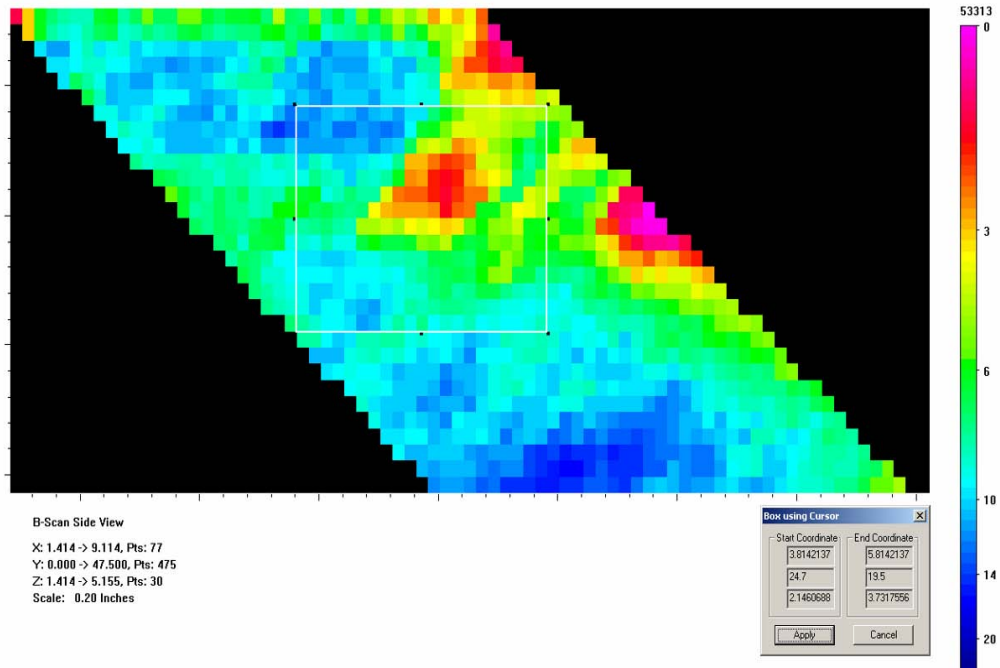 53313
0
3
6
10
14
20
B-Scan Side View
X: 1.414 -> 9.114, Pts: 77
Y: 0.000 -> 47.500, Pts: 475
Z: 1.414 -> 5.155, Pts: 30
Scale: 0.20 Inches
Box using Cursor
Start Coordinate End Coordinate
3.8142137 5.8142137
24.7 19.5
2.1460688 3.7317556
Apply Cancel